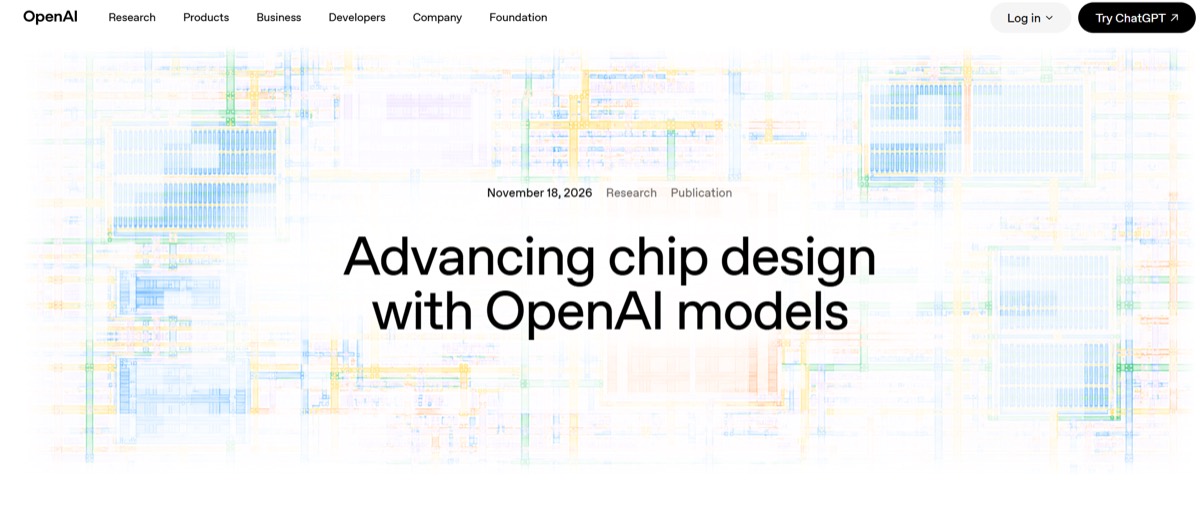 OpenAI Research Products Business Developers Company Foundation Log in Try ChatGPT
November 18, 2026 Research Publication
Advancing chip design
with OpenAI models